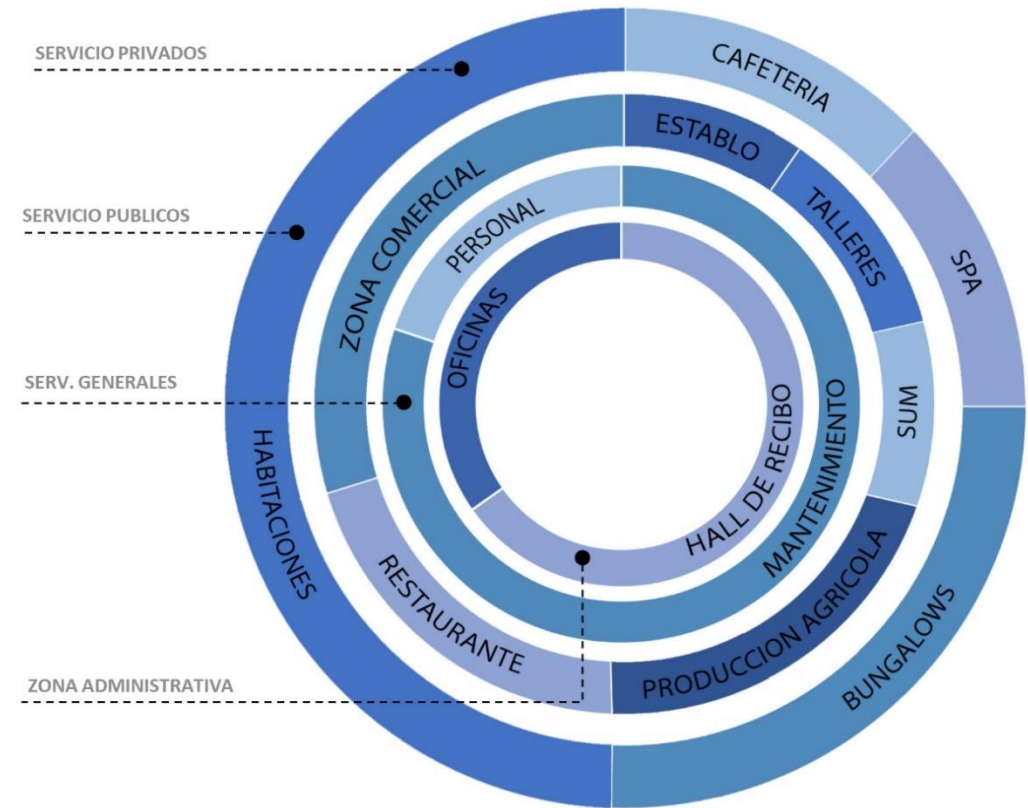 SERVICIO PRIVADOS
SERVICIO PUBLICOS
SERV. GENERALES
ZONA ADMINISTRATIVA
CAFETERIA
SPA
BUNGALOWS
HABITACIONES
ESTABLO
TALLERES
SUM
PRODUCCION AGRICOLA
RESTAURANTE
ZONA COMERCIAL
PERSONAL
MANTENIMIENTO
OFICINAS
HALL DE RECIBO